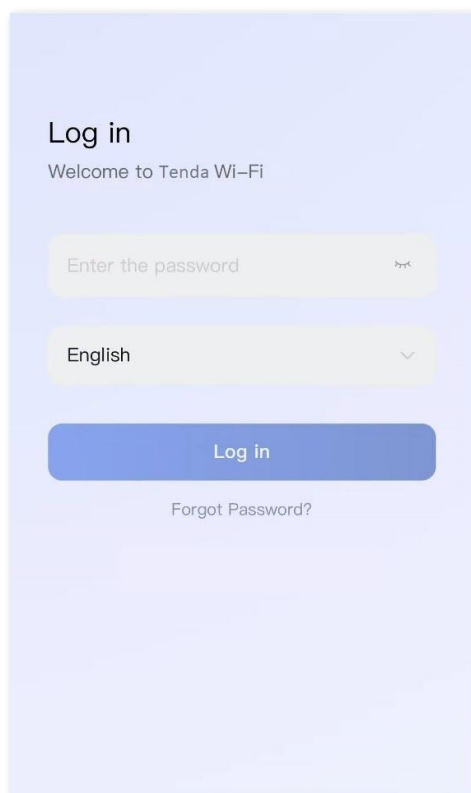 Log in
Welcome to Tenda Wi-Fi
Enter the password
English
Log in
Forgot Password?